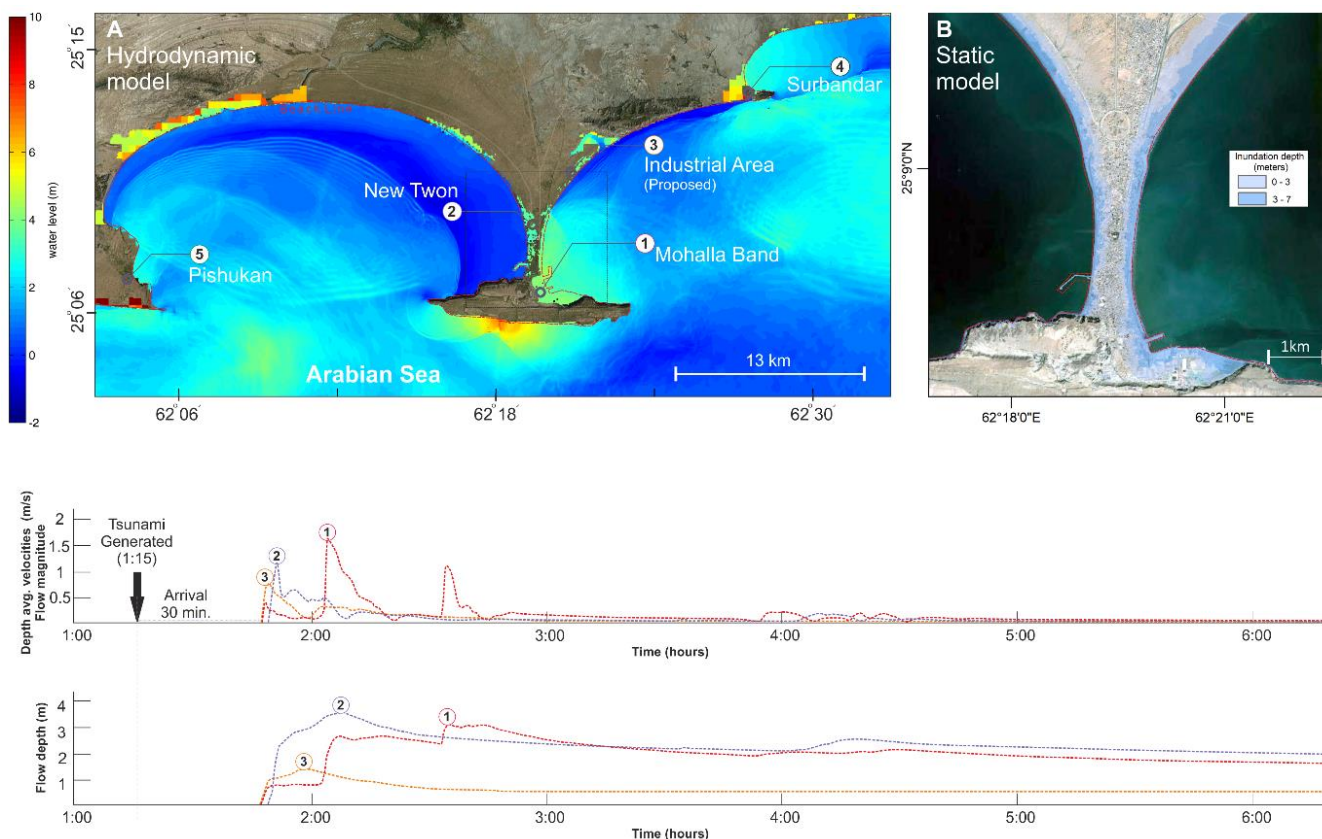 A
Hydrodynamic
model
10
8
6
4
2
0
-2
water level (m)
25°15
25°06´
4
Surbandar
3
Industrial Area
(Proposed)
New Twon
2
1
Mohalla Band
5
Pishukan
Arabian Sea
13 km
62°06´
62°18´
62°30´
B
Static
model
25°9'0"N
Inundation depth
(meters)
0 - 3
3 - 7
1km
62°18'0"E
62°21'0"E
Depth avg. velocities (m/s)
Flow magnitude
2
1.5
1
0.5
Tsunami
Generated
(1:15)
Arrival
30 min.
3
2
1
1:00
2:00
3:00
4:00
5:00
6:00
Time (hours)
Flow depth (m)
4
3
2
1
3
2
1
1:00
2:00
3:00
4:00
5:00
6:00
Time (hours)